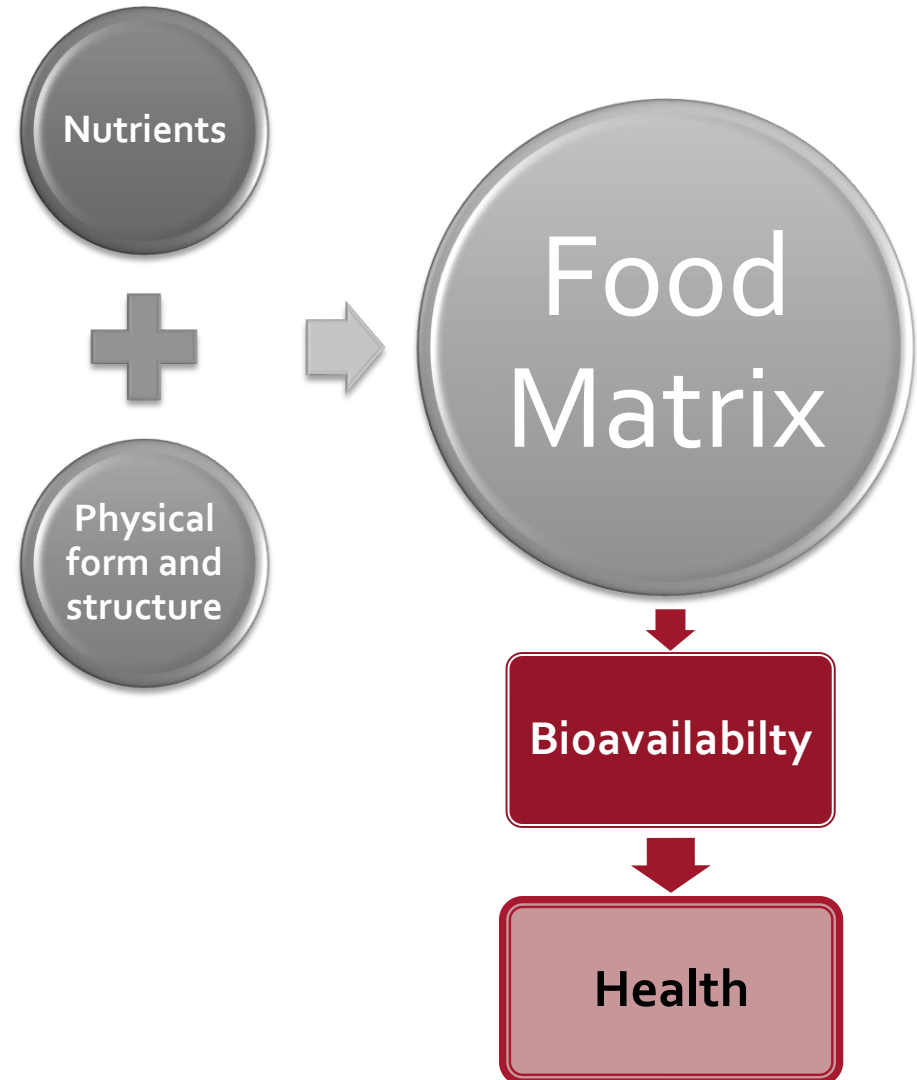 Nutrients
Physical
form and
structure
Food
Matrix
Bioavailabilty
Health